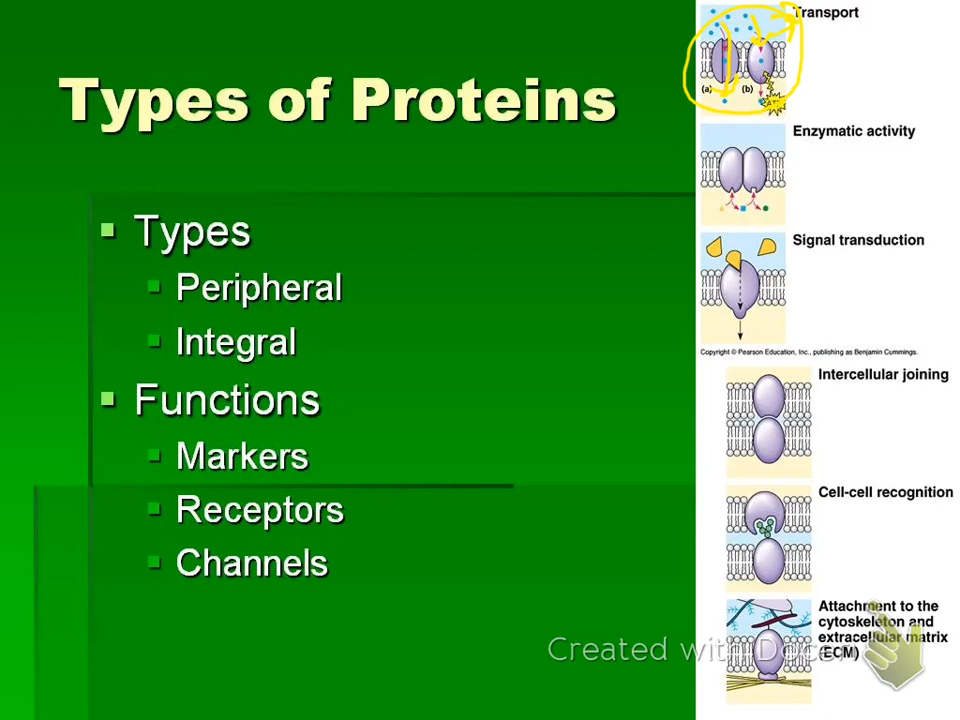 Types of Proteins
Types
Peripheral
Integral
Functions
Markers
Receptors
Channels
Transport
(a)
(b)
ATP
Enzymatic activity
Signal transduction
Copyright © Pearson Education, Inc., publishing as Benjamin Cummings.
Intercellular joining
Cell-cell recognition
Attachment to the
cytoskeleton and
extracellular matrix
(ECM)
Created with